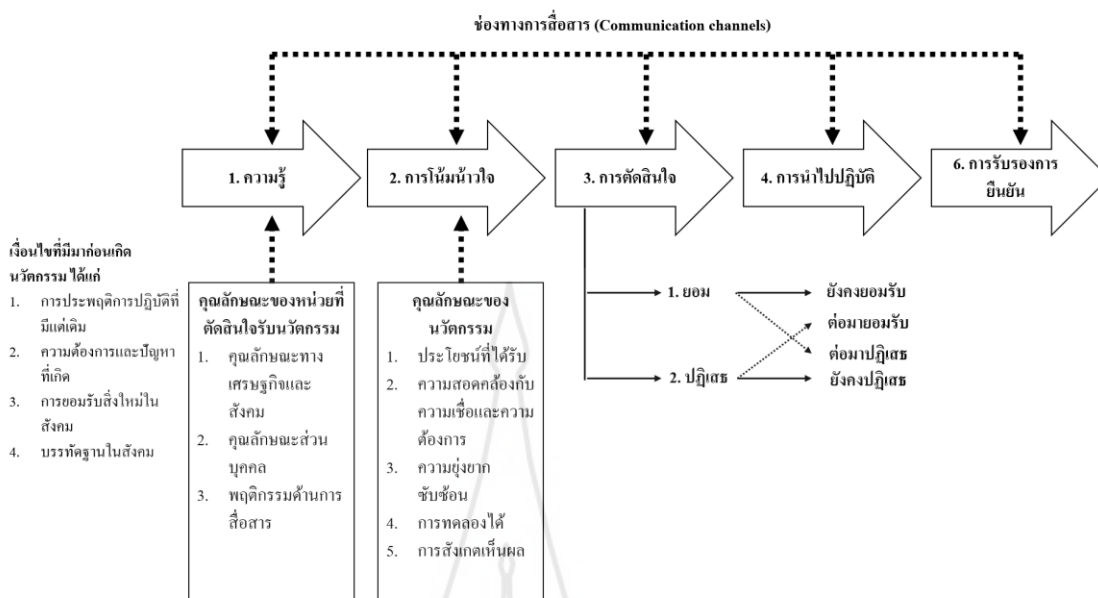 ช่องทางการสื่อสาร (Communication channels)
1. ความรู้
2. การโน้มน้าวใจ
3. การตัดสินใจ
4. การนำไปปฏิบัติ
6. การรับรองการ
ยืนยัน
เงื่อนไขที่มีมาก่อนเกิด
นวัตกรรม ได้แก่
1. การประพฤติการปฏิบัติที่
มีแต่เดิม
2. ความต้องการและปัญหา
ที่เกิด
3. การยอมรับสิ่งใหม่ใน
สังคม
4. บรรทัดฐานในสังคม
คุณลักษณะของหน่วยที่
ตัดสินใจรับนวัตกรรม
1. คุณลักษณะทาง
เศรษฐกิจและ
สังคม
2. คุณลักษณะส่วน
บุคคล
3. พฤติกรรมด้านการ
สื่อสาร
คุณลักษณะของ
นวัตกรรม
1. ประโยชน์ที่ได้รับ
2. ความสอดคล้องกับ
ความเชื่อและความ
ต้องการ
3. ความยุ่งยาก
ซับซ้อน
4. การทดลองได้
5. การสังเกตเห็นผล
1. ยอม
2. ปฏิเสธ
ยังคงยอมรับ
ต่อมายอมรับ
ต่อมาปฏิเสธ
ยังคงปฏิเสธ